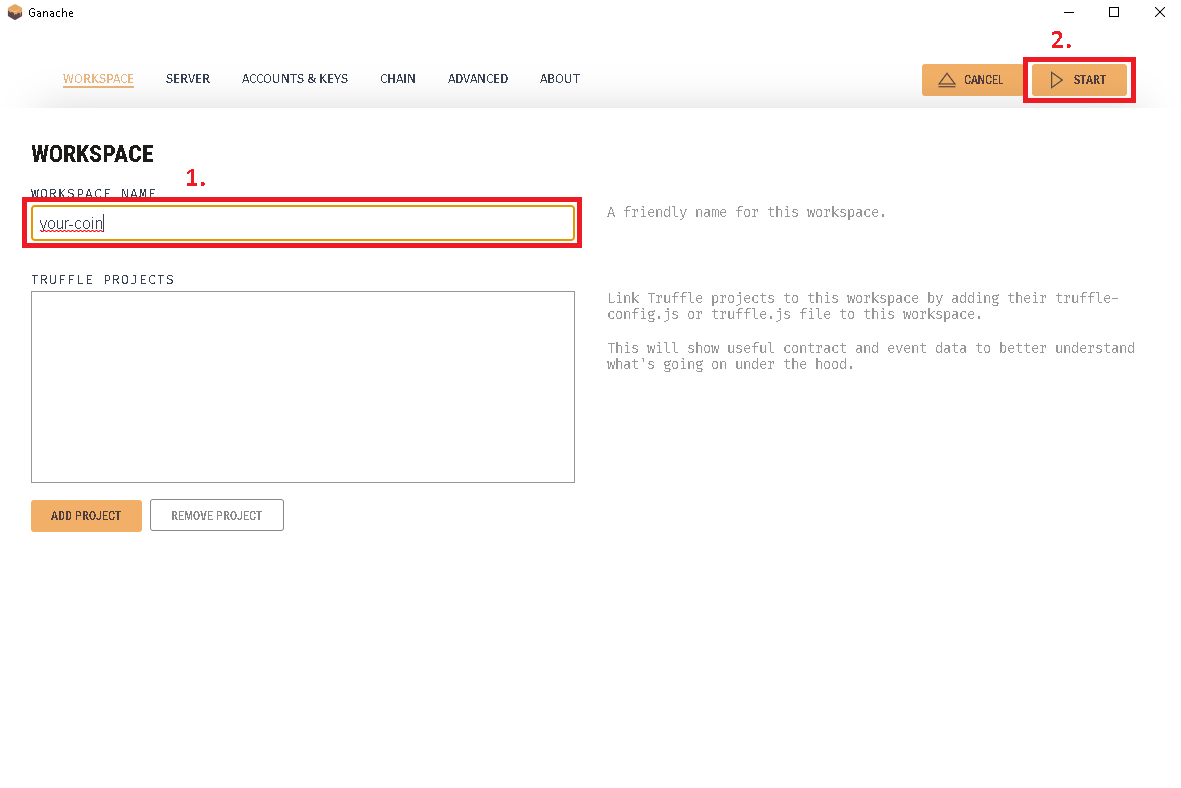 Ganache
2.
WORKSPACE SERVER ACCOUNTS & KEYS CHAIN ADVANCED ABOUT CANCEL START
WORKSPACE
1.
WORKSPACE NAME
your-coin
A friendly name for this workspace.
TRUFFLE PROJECTS
Link Truffle projects to this workspace by adding their truffle-
config.js or truffle.js file to this workspace.
This will show useful contract and event data to better understand
what's going on under the hood.
ADD PROJECT REMOVE PROJECT